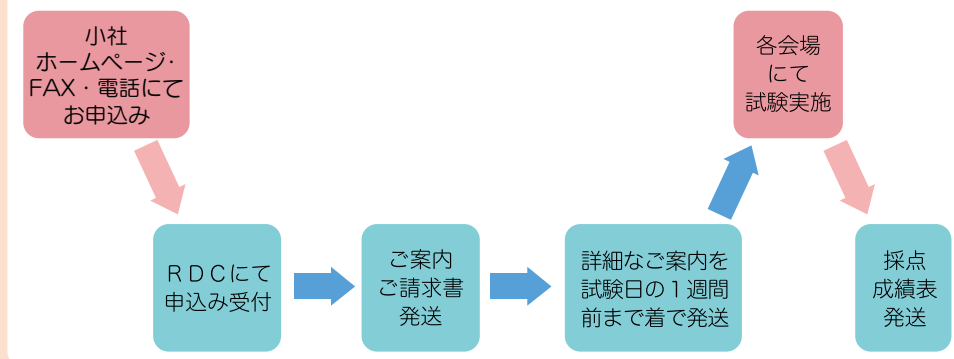 小社
ホームページ・
FAX・電話にて
お申込み
RDCにて
申込み受付
ご案内
ご請求書
発送
詳細なご案内を
試験日の1週間
前まで着で発送
各会場
にて
試験実施
採点
成績表
発送